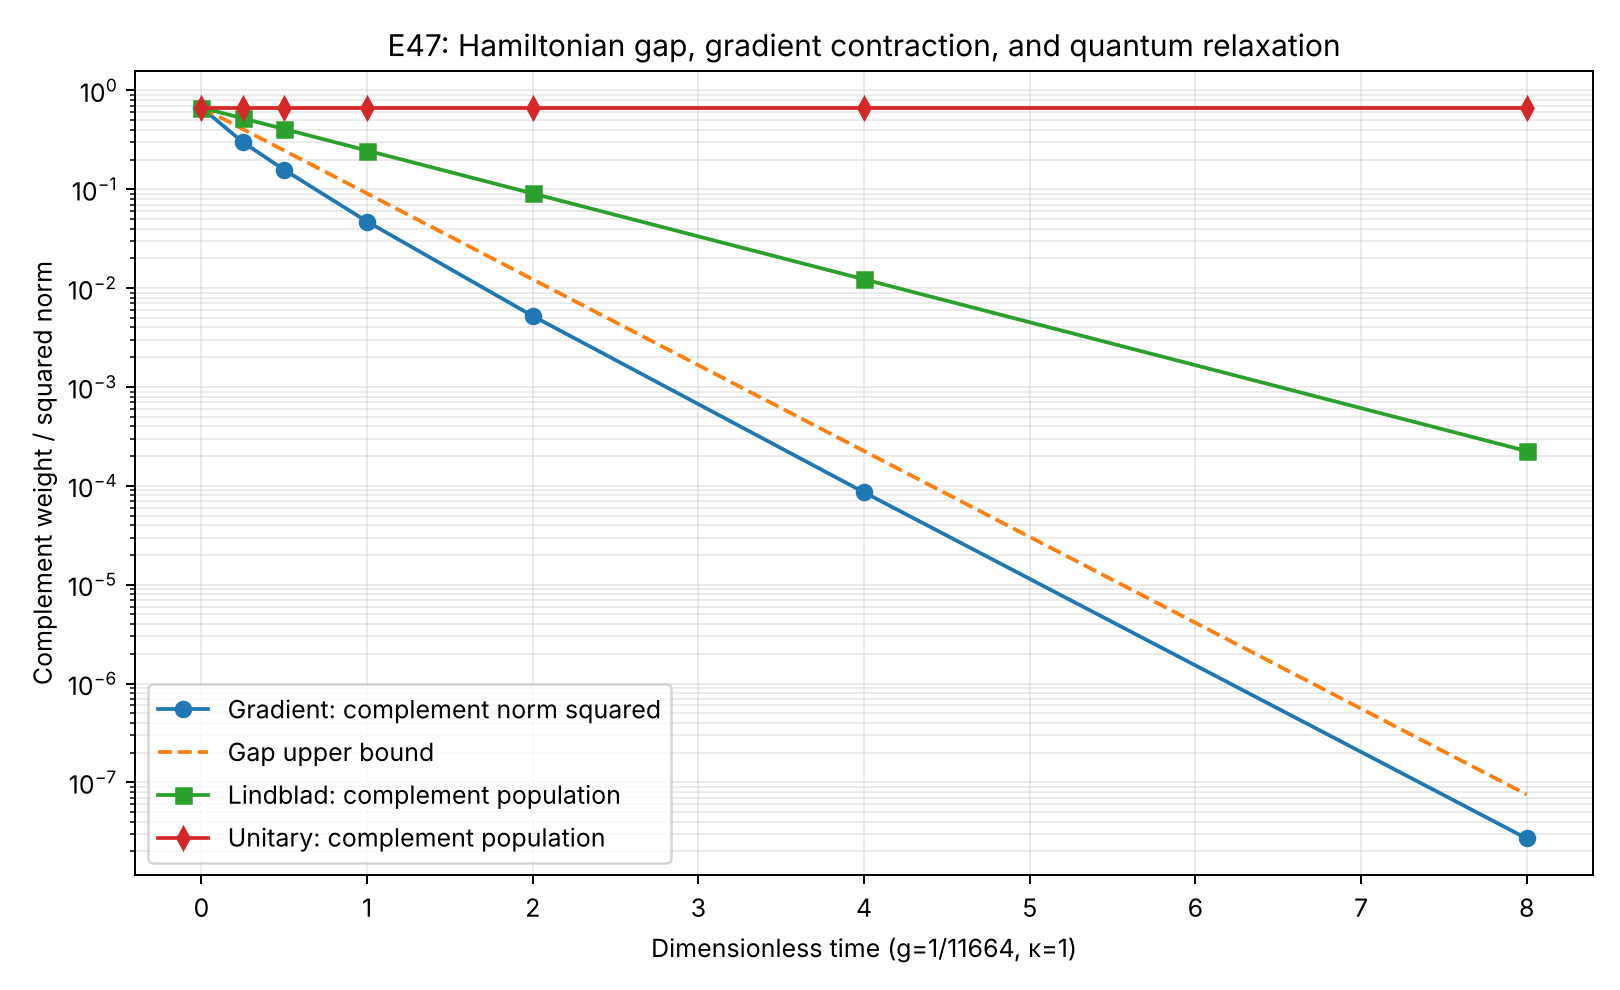 E47: Hamiltonian gap, gradient contraction, and quantum relaxation
Complement weight / squared norm
10⁰
10⁻¹
10⁻²
10⁻³
10⁻⁴
10⁻⁵
10⁻⁶
10⁻⁷
Gradient: complement norm squared
Gap upper bound
Lindblad: complement population
Unitary: complement population
0 1 2 3 4 5 6 7 8
Dimensionless time (g=1/11664, κ=1)